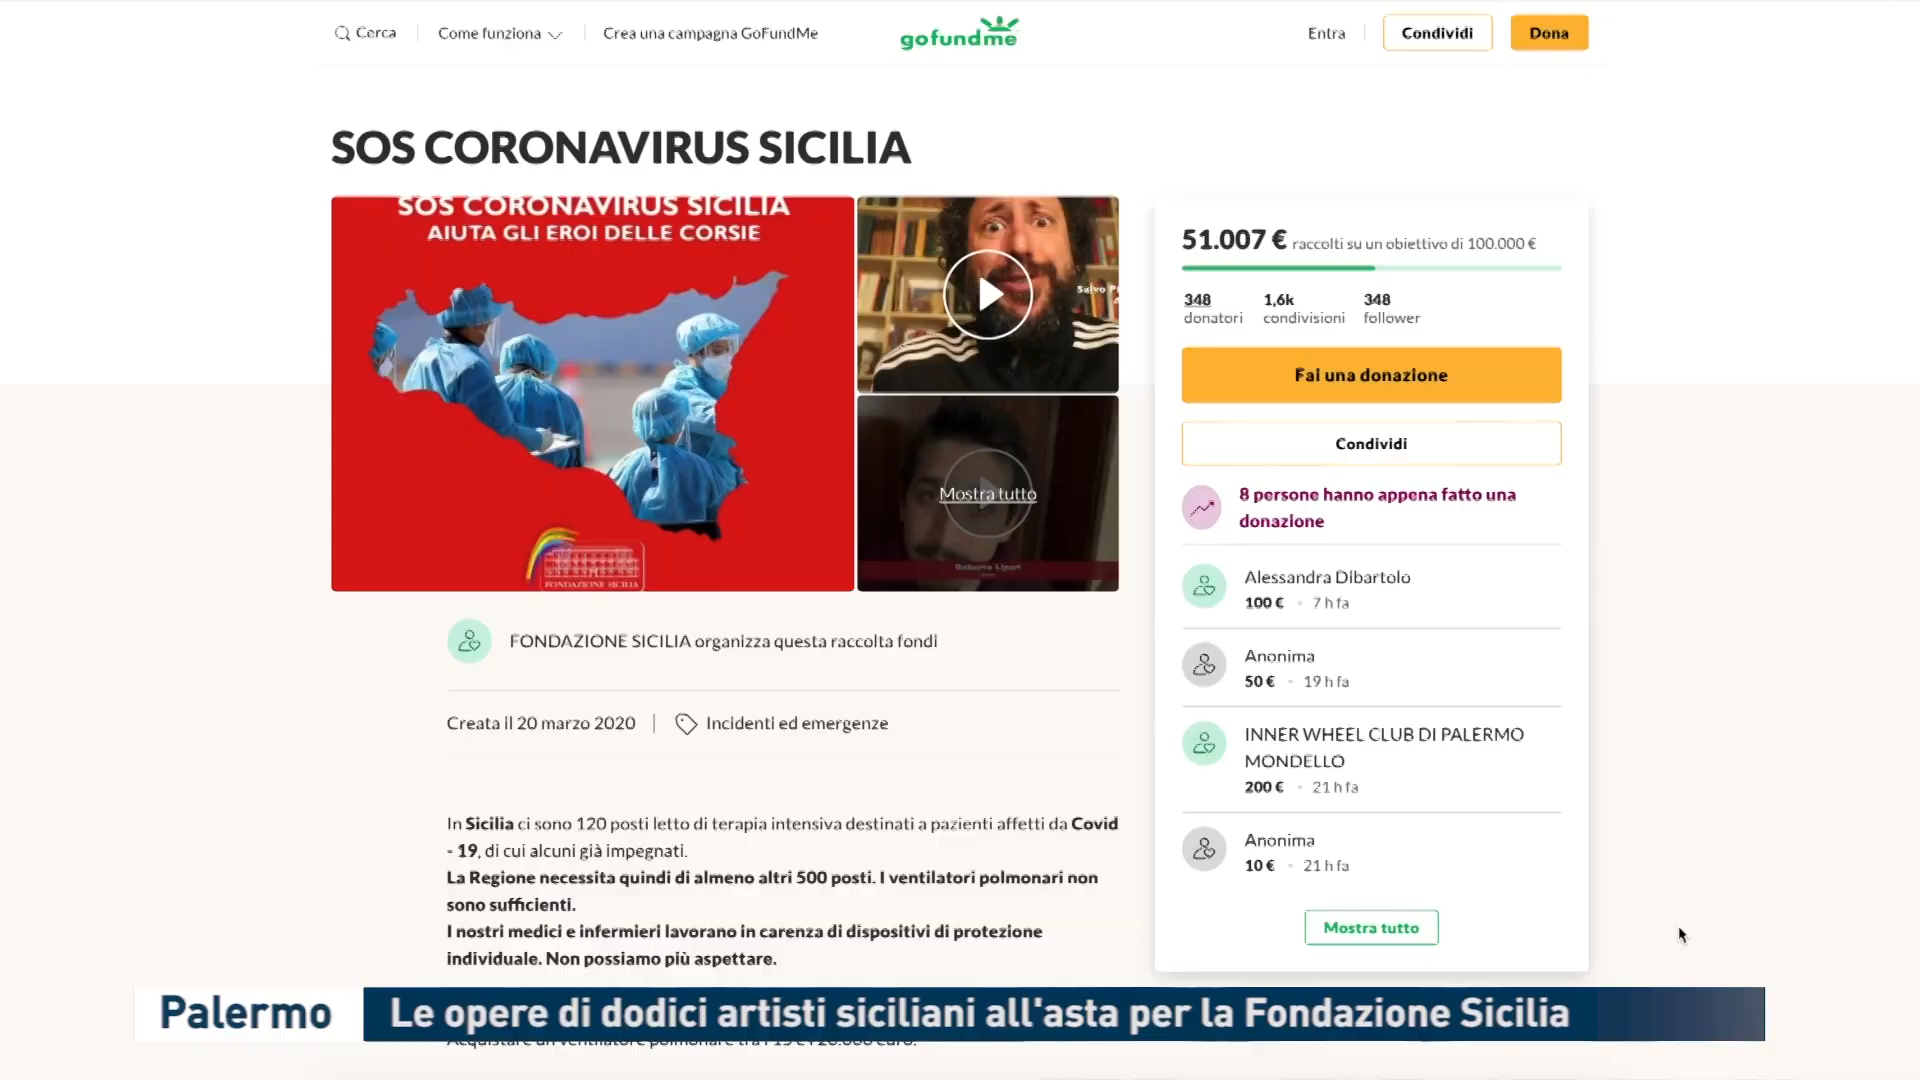 Cerca
Come funziona
Crea una campagna GoFundMe
gofundme
Entra
Condividi
Dona
SOS CORONAVIRUS SICILIA
SOS CORONAVIRUS SICILIA
AIUTA GLI EROI DELLE CORSIE
FONDAZIONE SICILIA
Salvo
Mostra tutto
Roberto Lipari
51.007 € raccolti su un obiettivo di 100.000 €
348
donatori
1,6k
condivisioni
348
follower
Fai una donazione
Condividi
8 persone hanno appena fatto una
donazione
Alessandra Dibartolo
100 € • 7 h fa
Anonima
50 € • 19 h fa
INNER WHEEL CLUB DI PALERMO
MONDELLO
200 € • 21 h fa
Anonima
10 € • 21 h fa
Mostra tutto
FONDAZIONE SICILIA organizza questa raccolta fondi
Creata il 20 marzo 2020
Incidenti ed emergenze
In Sicilia ci sono 120 posti letto di terapia intensiva destinati a pazienti affetti da Covid
- 19, di cui alcuni già impegnati.
La Regione necessita quindi di almeno altri 500 posti. I ventilatori polmonari non
sono sufficienti.
I nostri medici e infermieri lavorano in carenza di dispositivi di protezione
individuale. Non possiamo più aspettare.
Palermo
Le opere di dodici artisti siciliani all'asta per la Fondazione Sicilia